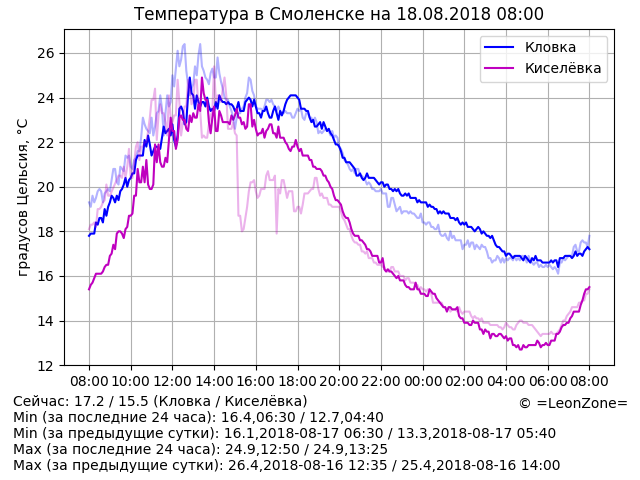 Температура в Смоленске на 18.08.2018 08:00
Кловка
Киселёвка
градусов Цельсия, °C
26
24
22
20
18
16
14
12
08:00 10:00 12:00 14:00 16:00 18:00 20:00 22:00 00:00 02:00 04:00 06:00 08:00
Сейчас: 17.2 / 15.5 (Кловка / Киселёвка)
© =LeonZone=
Min (за последние 24 часа): 16.4,06:30 / 12.7,04:40
Min (за предыдущие сутки): 16.1,2018-08-17 06:30 / 13.3,2018-08-17 05:40
Max (за последние 24 часа): 24.9,12:50 / 24.9,13:25
Max (за предыдущие сутки): 26.4,2018-08-16 12:35 / 25.4,2018-08-16 14:00